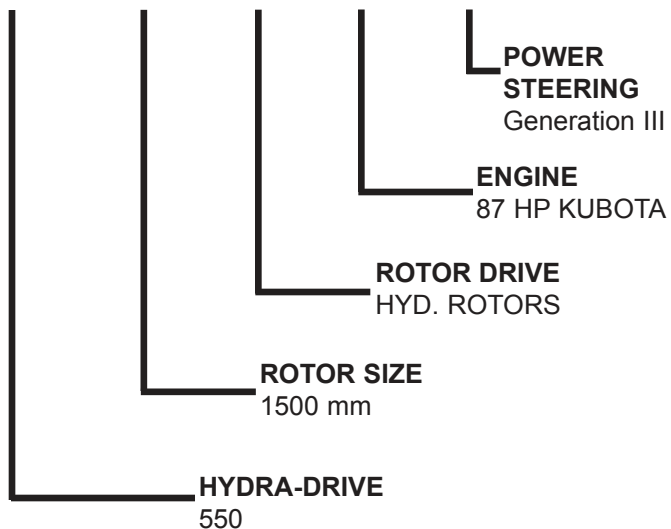 POWER
STEERING
Generation III
ENGINE
87 HP KUBOTA
ROTOR DRIVE
HYD. ROTORS
ROTOR SIZE
1500 mm
HYDRA-DRIVE
550